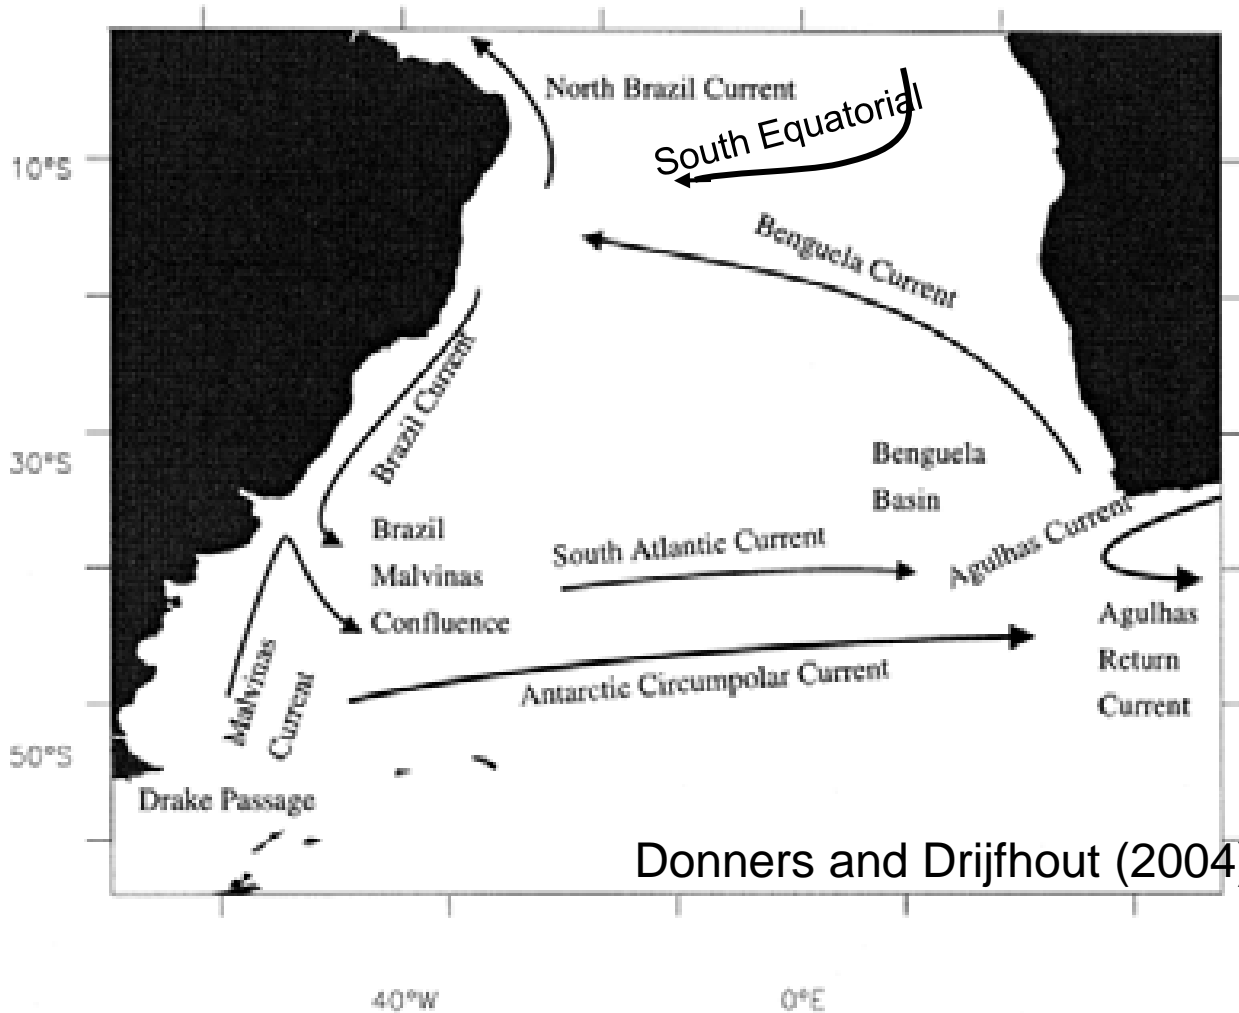 North Brazil Current
South Equatorial
10°S
Benguela Current
Brazil Current
30°S
Benguela
Basin
Brazil
Malvinas
Confluence
South Atlantic Current
Agulhas Current
Agulhas
Return
Current
Malvinas
Current
Antarctic Circumpolar Current
50°S
Drake Passage
Donners and Drijfhout (2004)
40°W
0°E